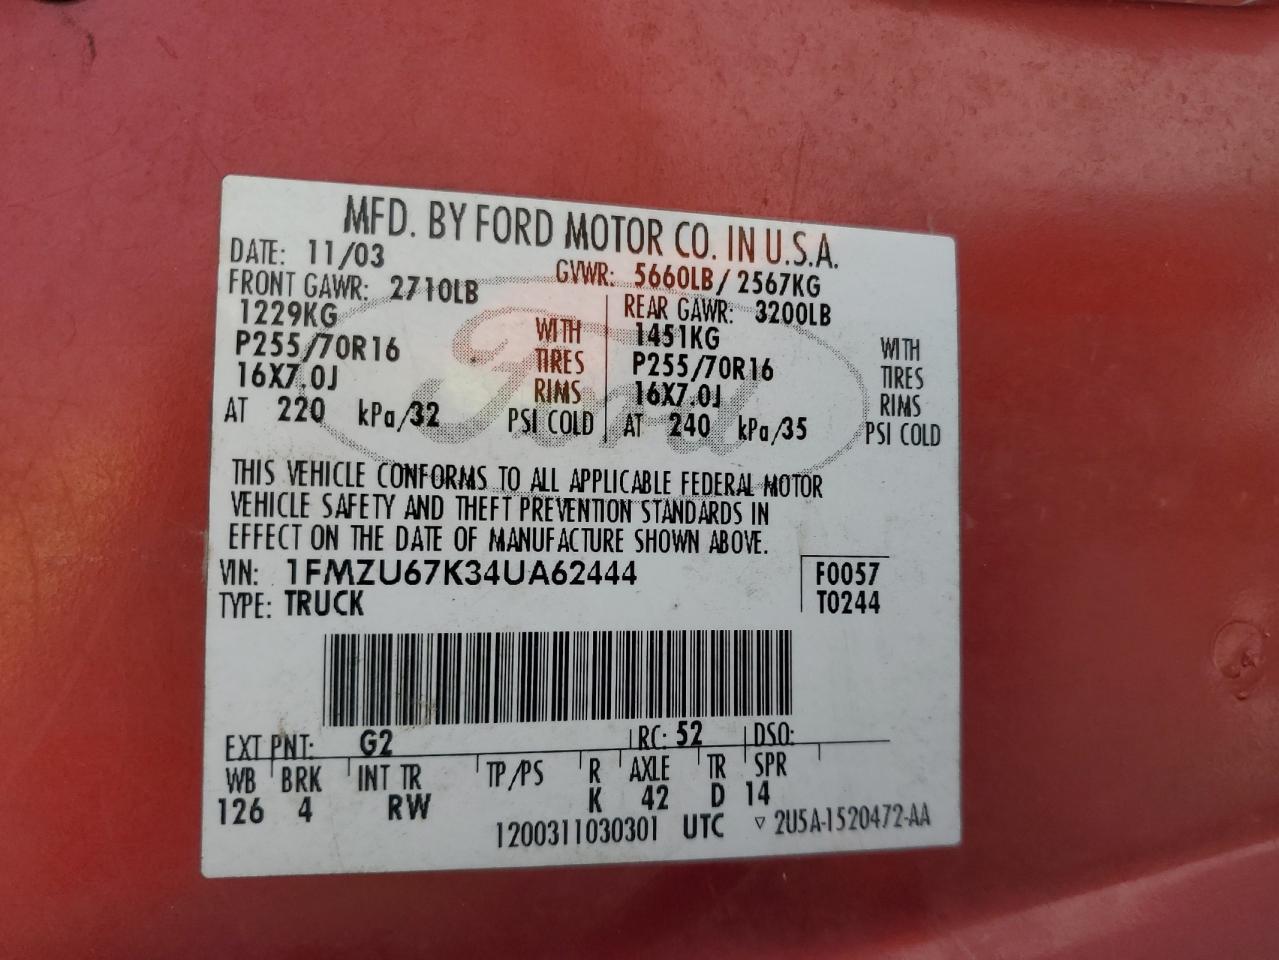 MFD. BY FORD MOTOR CO. IN U.S.A.
DATE: 11/03 GVWR: 5660LB/2567KG
FRONT GAWR: 2710LB REAR GAWR: 3200LB
1229KG WITH 1451KG WITH
P255/70R16 TIRES P255/70R16 TIRES
16X7.0J RIMS 16X7.0J RIMS
AT 220 kPa/32 PSI COLD AT 240 kPa/35 PSI COLD
Ford
THIS VEHICLE CONFORMS TO ALL APPLICABLE FEDERAL MOTOR
VEHICLE SAFETY AND THEFT PREVENTION STANDARDS IN
EFFECT ON THE DATE OF MANUFACTURE SHOWN ABOVE.
VIN: 1FMZU67K34UA62444 F0057
TYPE: TRUCK T0244
EXT PNT: G2 RC: 52 DSO:
WB BRK INT TR TP/PS R AXLE TR SPR
126 4 RW K 42 D 14
1200311030301 UTC ▽ 2U5A-1520472-AA